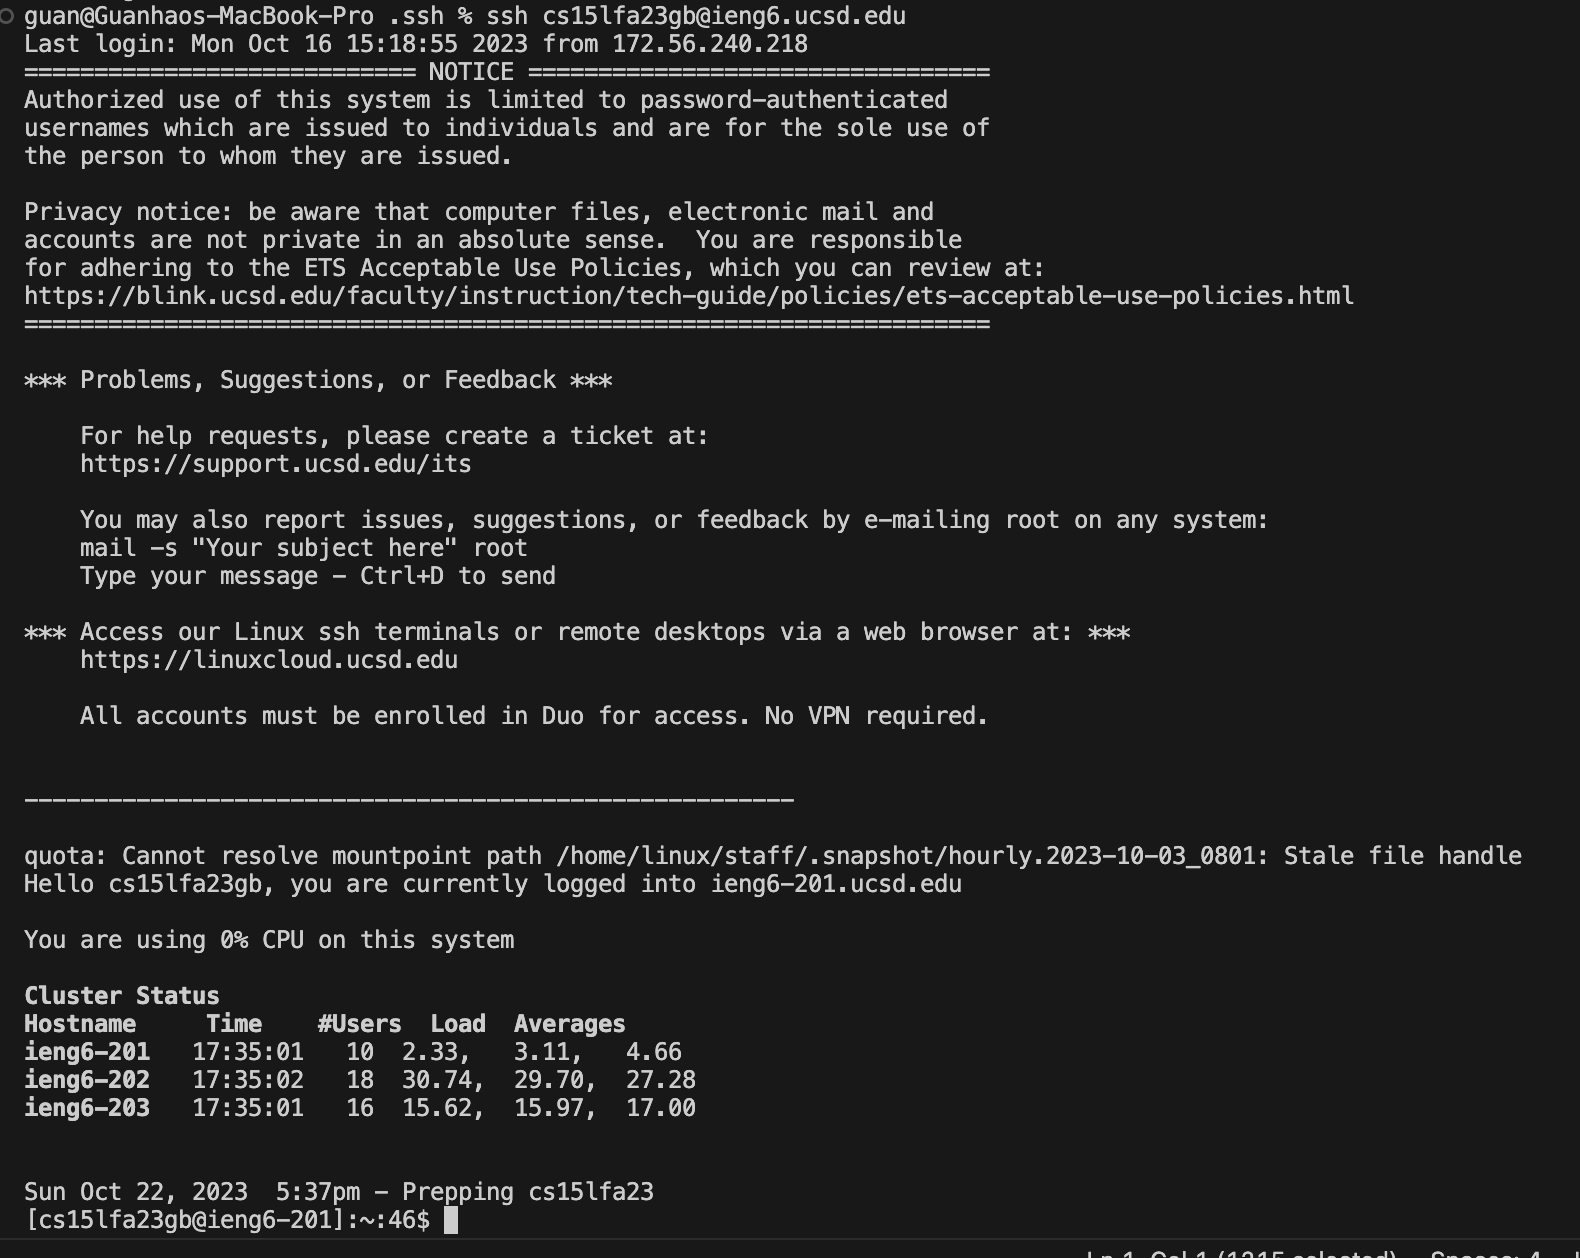 guan@Guanhaos-MacBook-Pro .ssh % ssh cs15lfa23gb@ieng6.ucsd.edu
Last login: Mon Oct 16 15:18:55 2023 from 172.56.240.218
============================ NOTICE =================================
Authorized use of this system is limited to password-authenticated
usernames which are issued to individuals and are for the sole use of
the person to whom they are issued.

Privacy notice: be aware that computer files, electronic mail and
accounts are not private in an absolute sense.  You are responsible
for adhering to the ETS Acceptable Use Policies, which you can review at:
https://blink.ucsd.edu/faculty/instruction/tech-guide/policies/ets-acceptable-use-policies.html
=====================================================================

*** Problems, Suggestions, or Feedback ***

    For help requests, please create a ticket at:
    https://support.ucsd.edu/its

    You may also report issues, suggestions, or feedback by e-mailing root on any system:
    mail -s "Your subject here" root
    Type your message - Ctrl+D to send

*** Access our Linux ssh terminals or remote desktops via a web browser at: ***
    https://linuxcloud.ucsd.edu

    All accounts must be enrolled in Duo for access. No VPN required.

-------------------------------------------------------

quota: Cannot resolve mountpoint path /home/linux/staff/.snapshot/hourly.2023-10-03_0801: Stale file handle
Hello cs15lfa23gb, you are currently logged into ieng6-201.ucsd.edu

You are using 0% CPU on this system

Cluster Status
Hostname     Time    #Users  Load  Averages
ieng6-201   17:35:01   10  2.33,   3.11,   4.66
ieng6-202   17:35:02   18  30.74,  29.70,  27.28
ieng6-203   17:35:01   16  15.62,  15.97,  17.00

Sun Oct 22, 2023  5:37pm - Prepping cs15lfa23
[cs15lfa23gb@ieng6-201]:~:46$
Ln 1, Col 1 (1215 selected)   Spaces: 4